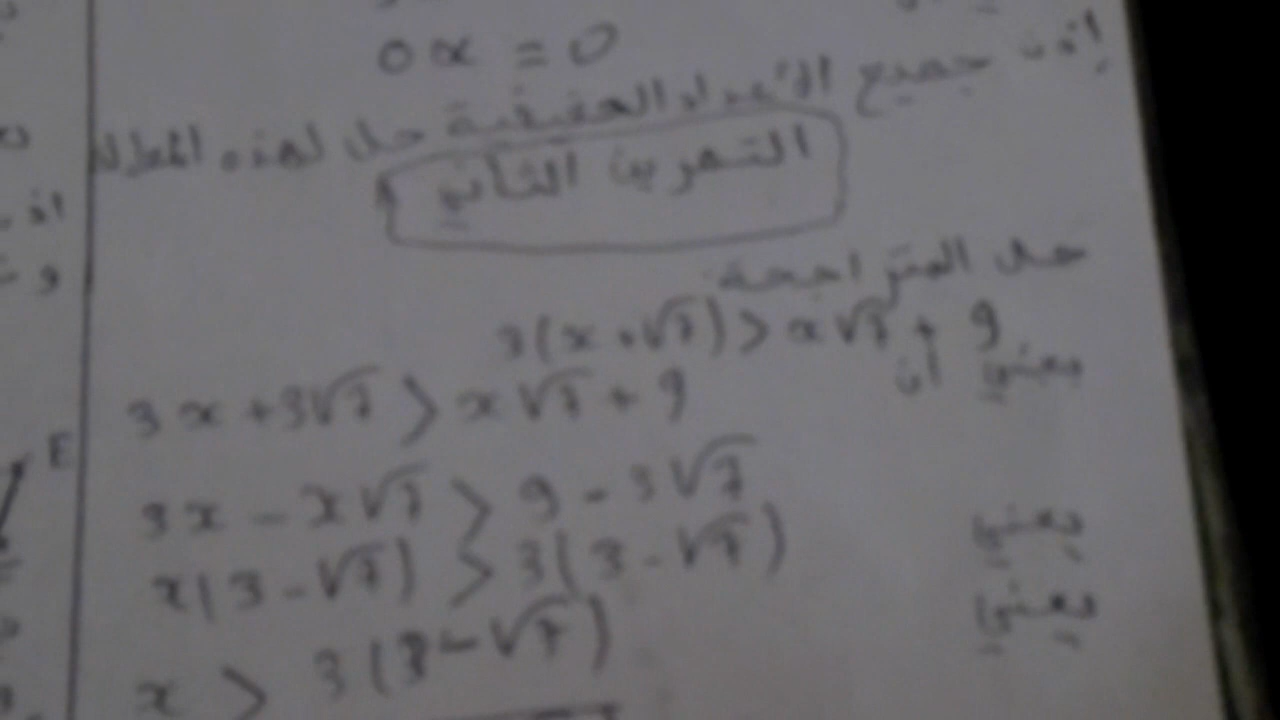 0x = 0
إذن جميع الأعداد الحقيقية حل لهذه المعادلة
التمرين الثاني
حل المتراجحة
3(x+√7) > x√7 + 9
يعني أن
3x + 3√7 > x√7 + 9
3x - x√7 > 9 - 3√7
يعني
x(3-√7) > 3(3-√7)
يعني
x > 3(3-√7)
E